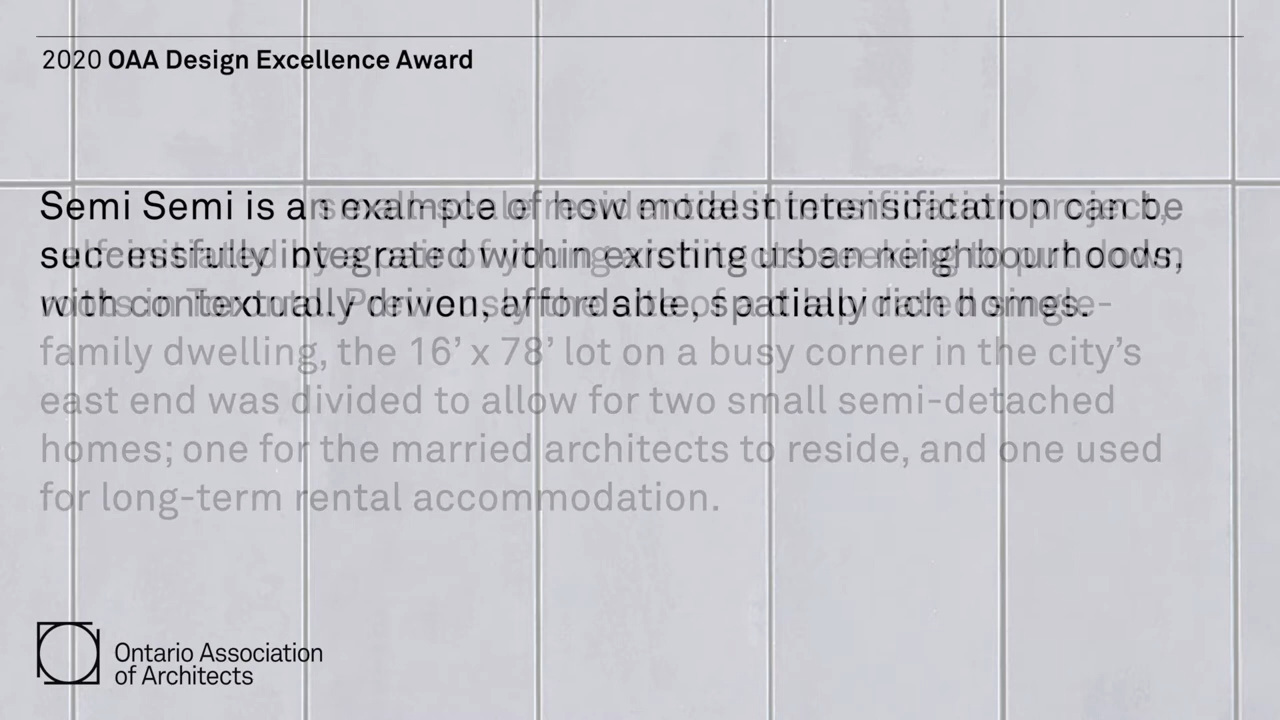 2020 OAA Design Excellence Award
Semi Semi is an example of how modest intensification can be
successfully integrated within existing urban neighbourhoods,
with contextually driven, affordable, spatially rich homes.
family dwelling, the 16’ x 78’ lot on a busy corner in the city’s
east end was divided to allow for two small semi-detached
homes; one for the married architects to reside, and one used
for long-term rental accommodation.
Ontario Association
of Architects